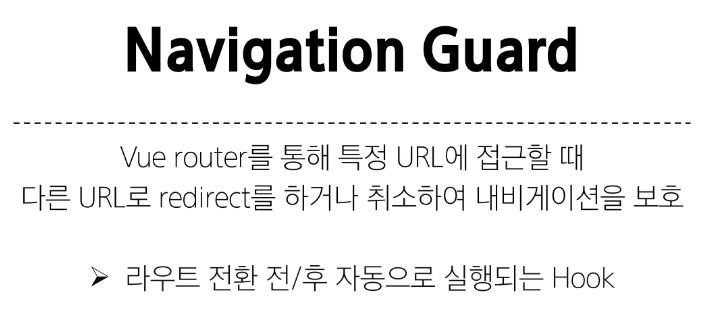 Navigation Guard
Vue router를 통해 특정 URL에 접근할 때
다른 URL로 redirect를 하거나 취소하여 내비게이션을 보호
➢ 라우트 전환 전/후 자동으로 실행되는 Hook